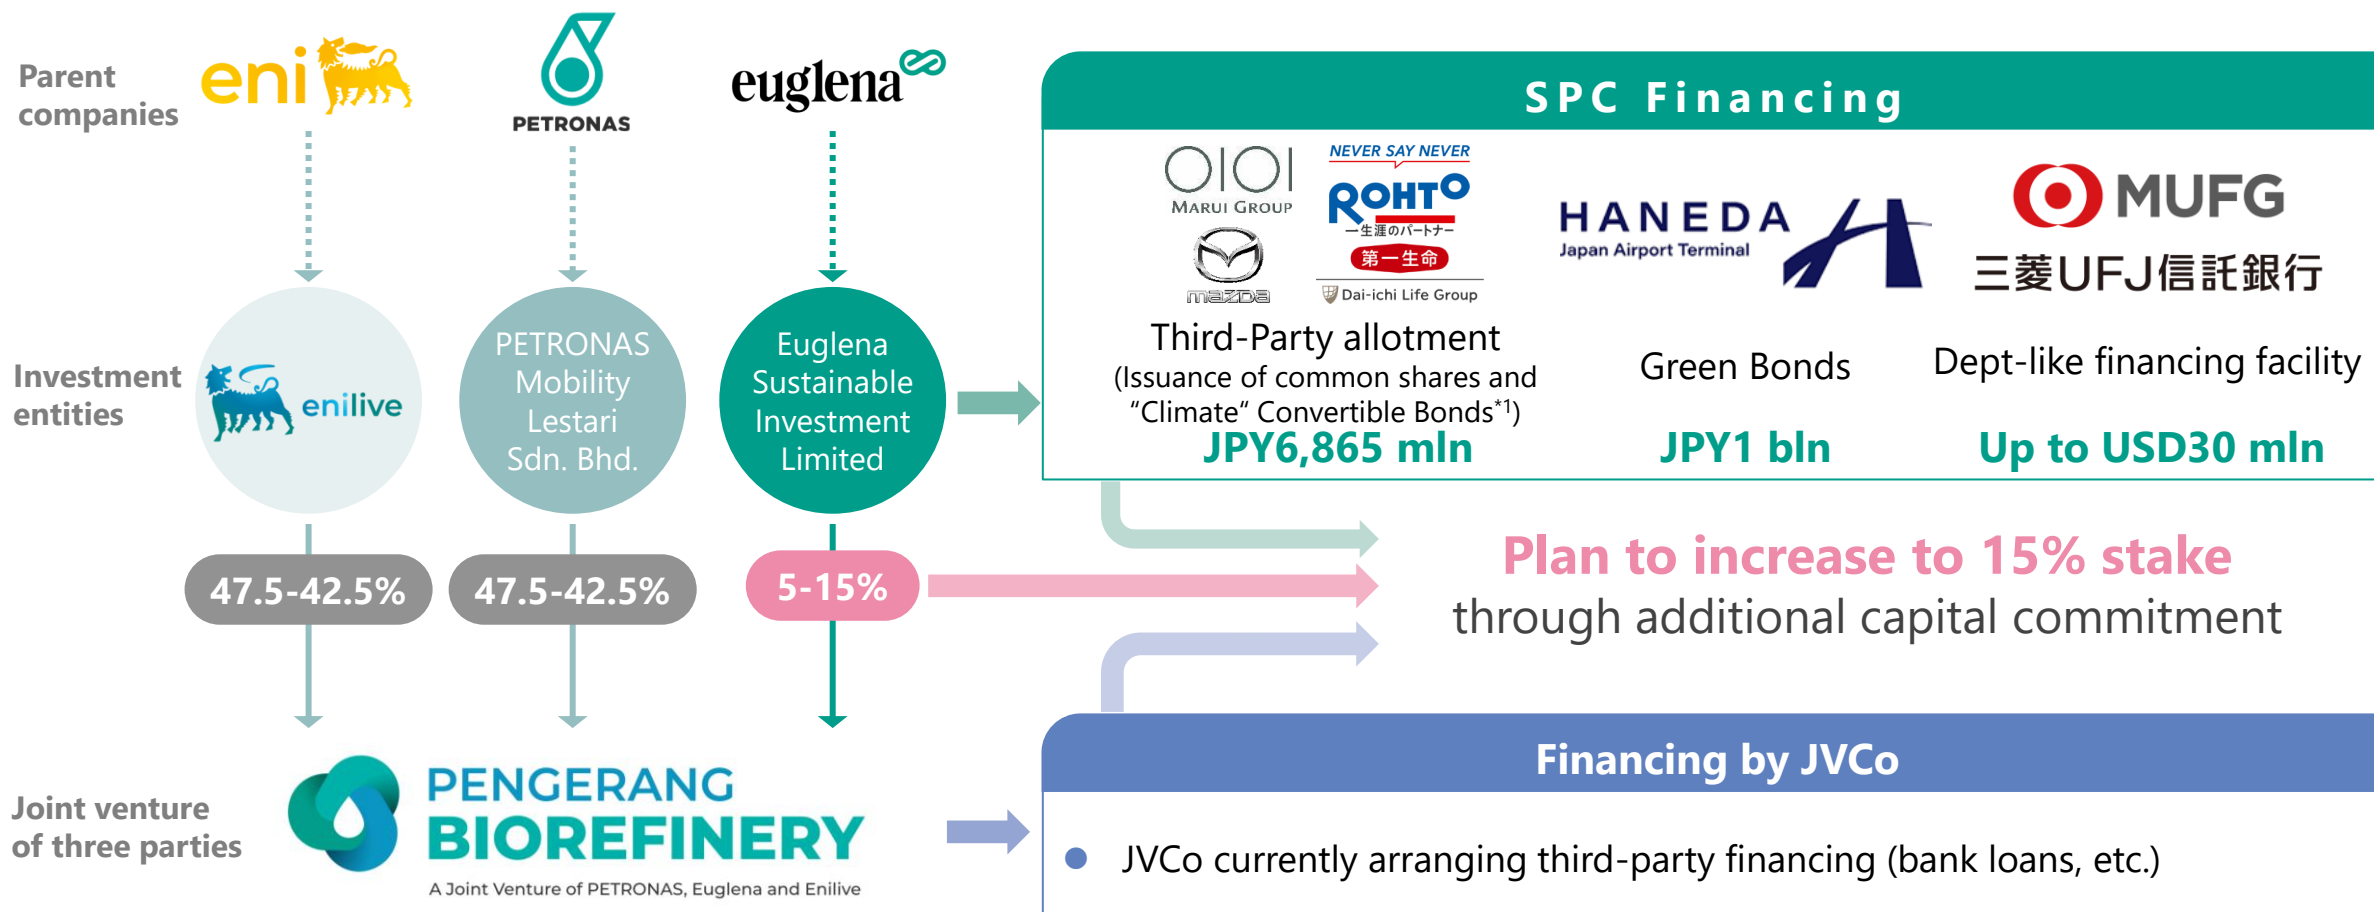 Parent
companies
eni
PETRONAS
euglena
SPC Financing
MARUI GROUP
NEVER SAY NEVER
ROHTO
一生涯のパートナー
第一生命
Dai-ichi Life Group
mazda
HANEDA
Japan Airport Terminal
MUFG
三菱UFJ信託銀行
Third-Party allotment
(Issuance of common shares and
"Climate" Convertible Bonds*1)
JPY6,865 mln
Green Bonds
JPY1 bln
Dept-like financing facility
Up to USD30 mln
Investment
entities
enilive
PETRONAS
Mobility
Lestari
Sdn. Bhd.
Euglena
Sustainable
Investment
Limited
47.5-42.5%
47.5-42.5%
5-15%
Plan to increase to 15% stake
through additional capital commitment
Joint venture
of three parties
PENGERANG
BIOREFINERY
A Joint Venture of PETRONAS, Euglena and Enilive
Financing by JVCo
● JVCo currently arranging third-party financing (bank loans, etc.)